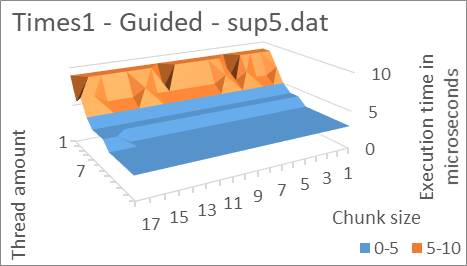 Times1 - Guided - sup5.dat
Execution time in
microseconds
10
5
0
Thread amount
1
7
17 15 13 11 9 7 5 3 1
Chunk size
0-5 5-10